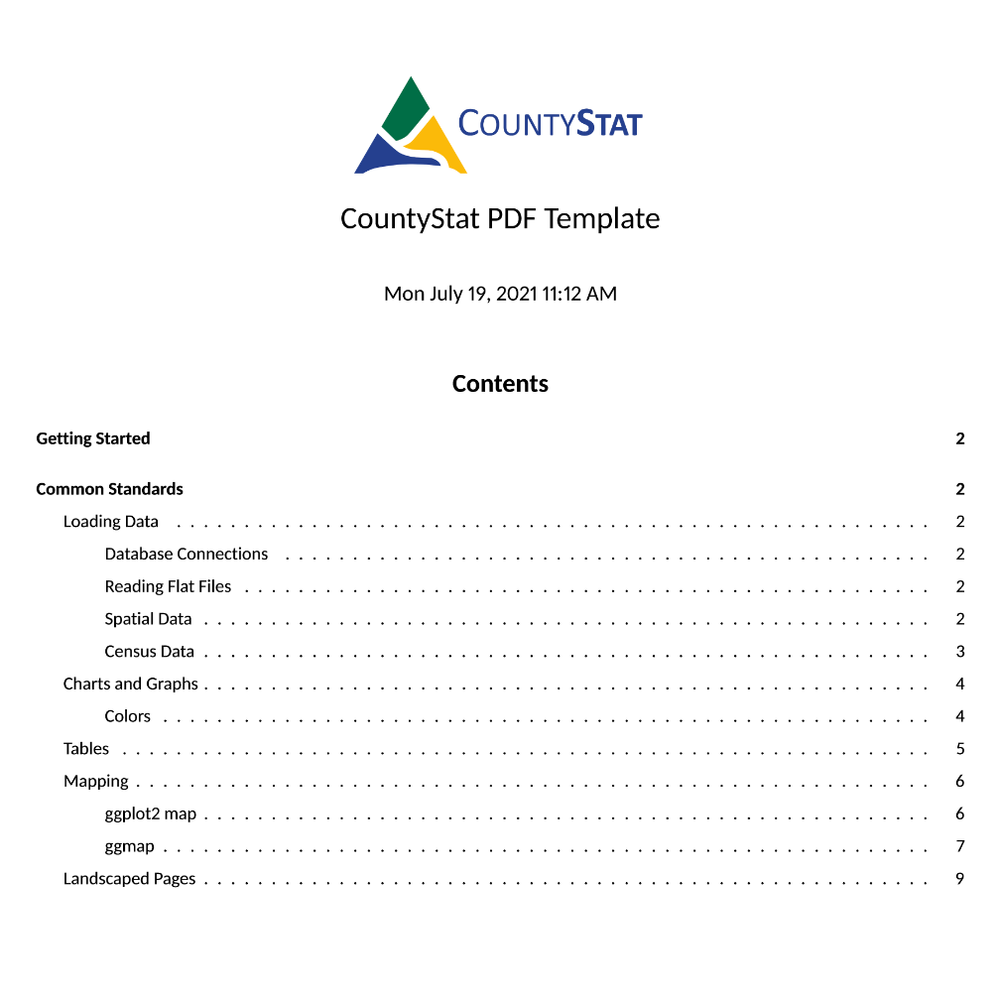 COUNTYSTAT
CountyStat PDF Template
Mon July 19, 2021 11:12 AM
Contents
Getting Started 2
Common Standards 2
Loading Data . . . . . . . . . . . . . . . . . . . . . . . . . . . . . . . . . . . . . . . . . . . . . . . . . . . . . . . . 2
Database Connections . . . . . . . . . . . . . . . . . . . . . . . . . . . . . . . . . . . . . . . . . . . . . . . . 2
Reading Flat Files . . . . . . . . . . . . . . . . . . . . . . . . . . . . . . . . . . . . . . . . . . . . . . . . . . . 2
Spatial Data . . . . . . . . . . . . . . . . . . . . . . . . . . . . . . . . . . . . . . . . . . . . . . . . . . . . . . 2
Census Data . . . . . . . . . . . . . . . . . . . . . . . . . . . . . . . . . . . . . . . . . . . . . . . . . . . . . . 3
Charts and Graphs . . . . . . . . . . . . . . . . . . . . . . . . . . . . . . . . . . . . . . . . . . . . . . . . . . . . . . 4
Colors . . . . . . . . . . . . . . . . . . . . . . . . . . . . . . . . . . . . . . . . . . . . . . . . . . . . . . . . . 4
Tables . . . . . . . . . . . . . . . . . . . . . . . . . . . . . . . . . . . . . . . . . . . . . . . . . . . . . . . . . . . . 5
Mapping . . . . . . . . . . . . . . . . . . . . . . . . . . . . . . . . . . . . . . . . . . . . . . . . . . . . . . . . . . . 6
ggplot2 map . . . . . . . . . . . . . . . . . . . . . . . . . . . . . . . . . . . . . . . . . . . . . . . . . . . . . . 6
ggmap . . . . . . . . . . . . . . . . . . . . . . . . . . . . . . . . . . . . . . . . . . . . . . . . . . . . . . . . . 7
Landscaped Pages . . . . . . . . . . . . . . . . . . . . . . . . . . . . . . . . . . . . . . . . . . . . . . . . . . . . . . 9